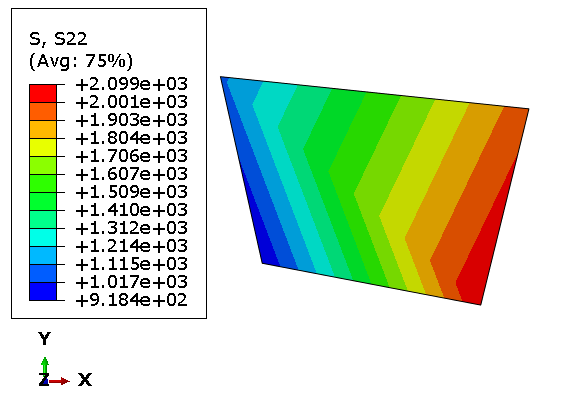 S, S22
(Avg: 75%)
+2.099e+03
+2.001e+03
+1.903e+03
+1.804e+03
+1.706e+03
+1.607e+03
+1.509e+03
+1.410e+03
+1.312e+03
+1.214e+03
+1.115e+03
+1.017e+03
+9.184e+02
Y
Z X